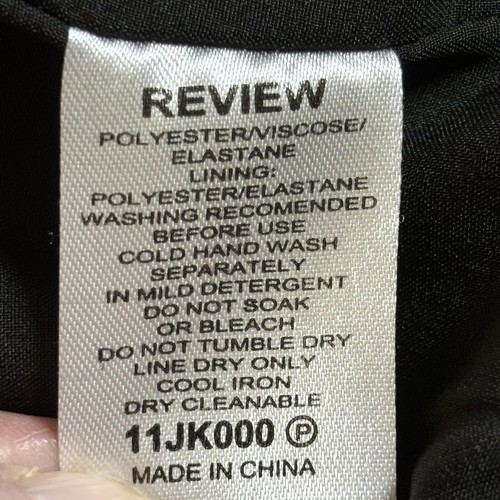 REVIEW
POLYESTER/VISCOSE/
ELASTANE
LINING:
POLYESTER/ELASTANE
WASHING RECOMENDED
BEFORE USE
COLD HAND WASH
SEPARATELY
IN MILD DETERGENT
DO NOT SOAK
OR BLEACH
DO NOT TUMBLE DRY
LINE DRY ONLY
COOL IRON
DRY CLEANABLE
11JK000 Ⓟ
MADE IN CHINA